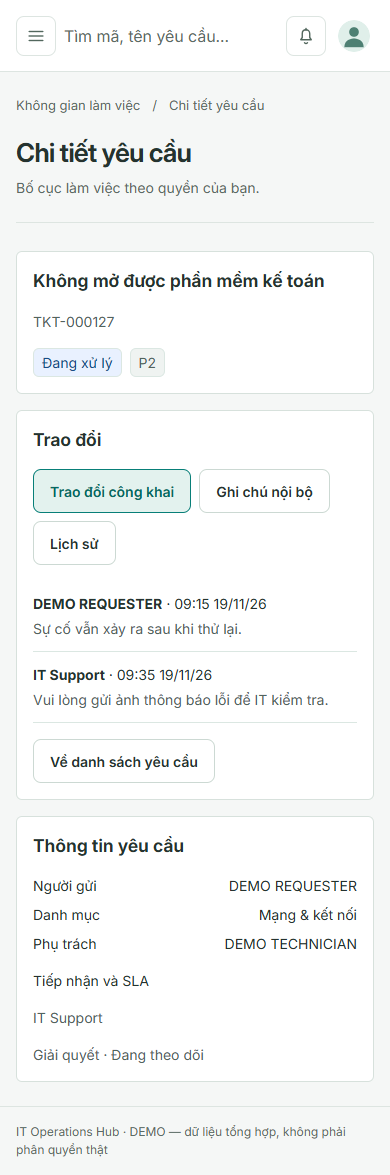 Tìm mã, tên yêu cầu...
Không gian làm việc / Chi tiết yêu cầu
Chi tiết yêu cầu
Bố cục làm việc theo quyền của bạn.
Không mở được phần mềm kế toán
TKT-000127
Đang xử lý P2
Trao đổi
Trao đổi công khai Ghi chú nội bộ
Lịch sử
DEMO REQUESTER · 09:15 19/11/26
Sự cố vẫn xảy ra sau khi thử lại.
IT Support · 09:35 19/11/26
Vui lòng gửi ảnh thông báo lỗi để IT kiểm tra.
Về danh sách yêu cầu
Thông tin yêu cầu
Người gửi DEMO REQUESTER
Danh mục Mạng & kết nối
Phụ trách DEMO TECHNICIAN
Tiếp nhận và SLA
IT Support
Giải quyết · Đang theo dõi
IT Operations Hub · DEMO — dữ liệu tổng hợp, không phải
phân quyền thật